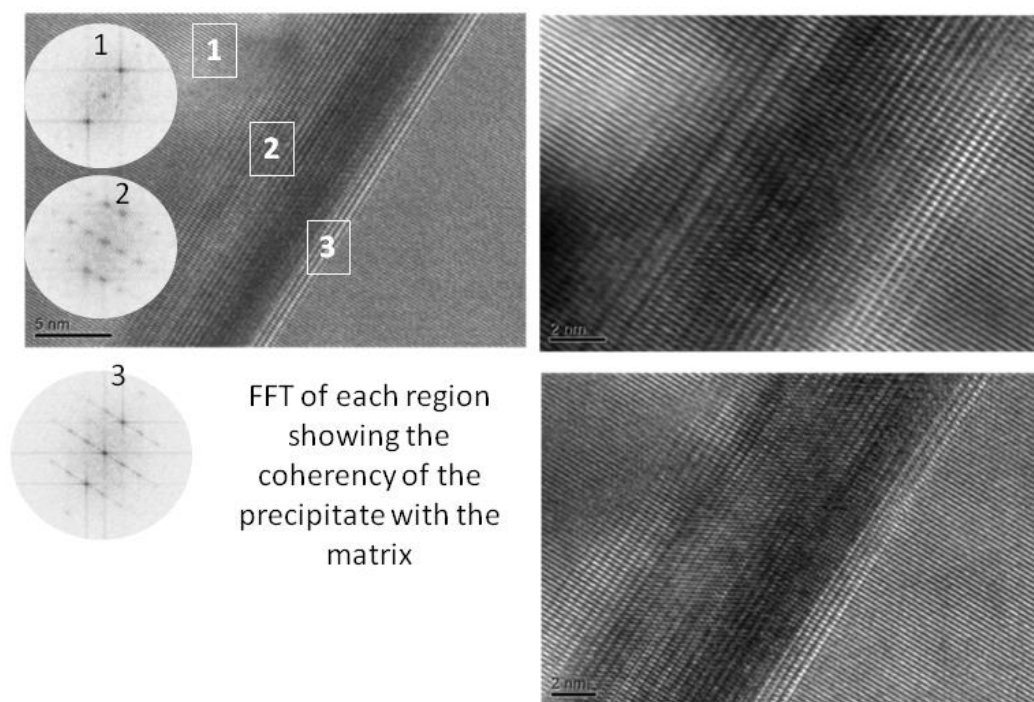 1
1
2
2
3
5 nm
2 nm
3
FFT of each region
showing the
coherency of the
precipitate with the
matrix
2 nm